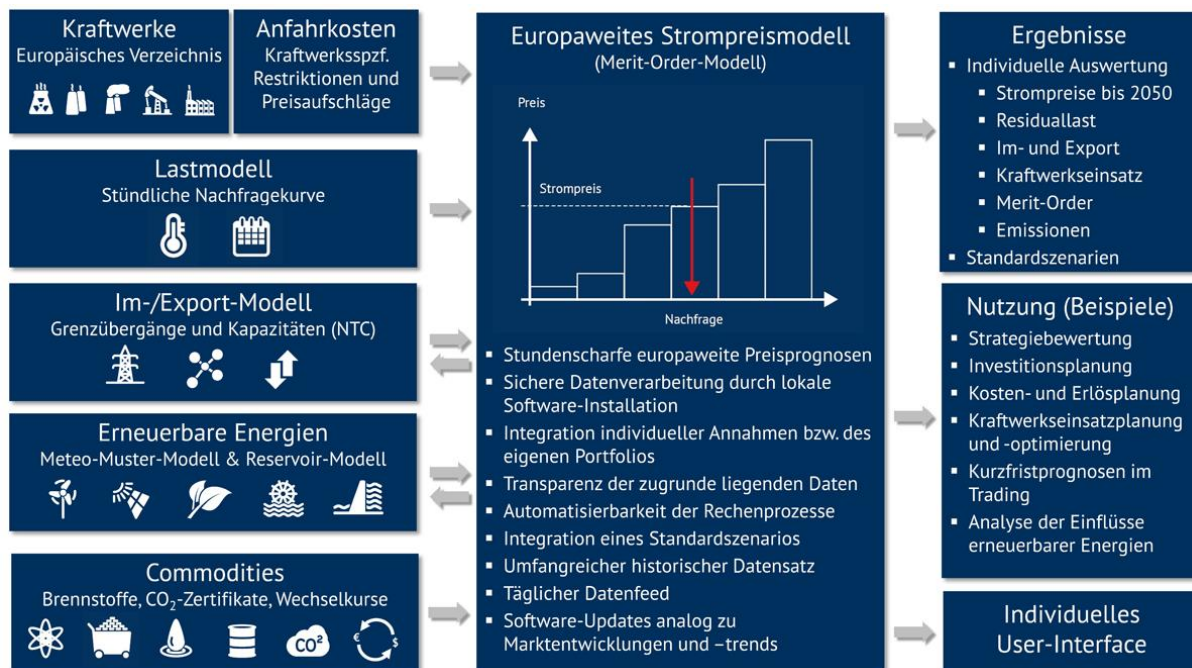 Kraftwerke
Europäisches Verzeichnis
Anfahrkosten
Kraftwerksspzf.
Restriktionen und
Preisaufschläge
Lastmodell
Stündliche Nachfragekurve
Im-/Export-Modell
Grenzübergänge und Kapazitäten (NTC)
Erneuerbare Energien
Meteo-Muster-Modell & Reservoir-Modell
Commodities
Brennstoffe, CO₂-Zertifikate, Wechselkurse
CO²
€
$
Europaweites Strompreismodell
(Merit-Order-Modell)
Preis
Strompreis
Nachfrage
▪ Stundenscharfe europaweite Preisprognosen
▪ Sichere Datenverarbeitung durch lokale
Software-Installation
▪ Integration individueller Annahmen bzw. des
eigenen Portfolios
▪ Transparenz der zugrunde liegenden Daten
▪ Automatisierbarkeit der Rechenprozesse
▪ Integration eines Standardszenarios
▪ Umfangreicher historischer Datensatz
▪ Täglicher Datenfeed
▪ Software-Updates analog zu
Marktentwicklungen und –trends
Ergebnisse
▪ Individuelle Auswertung
▪ Strompreise bis 2050
▪ Residuallast
▪ Im- und Export
▪ Kraftwerkseinsatz
▪ Merit-Order
▪ Emissionen
▪ Standardszenarien
Nutzung (Beispiele)
▪ Strategiebewertung
▪ Investitionsplanung
▪ Kosten- und Erlösplanung
▪ Kraftwerkseinsatzplanung
und -optimierung
▪ Kurzfristprognosen im
Trading
▪ Analyse der Einflüsse
erneuerbarer Energien
Individuelles
User-Interface